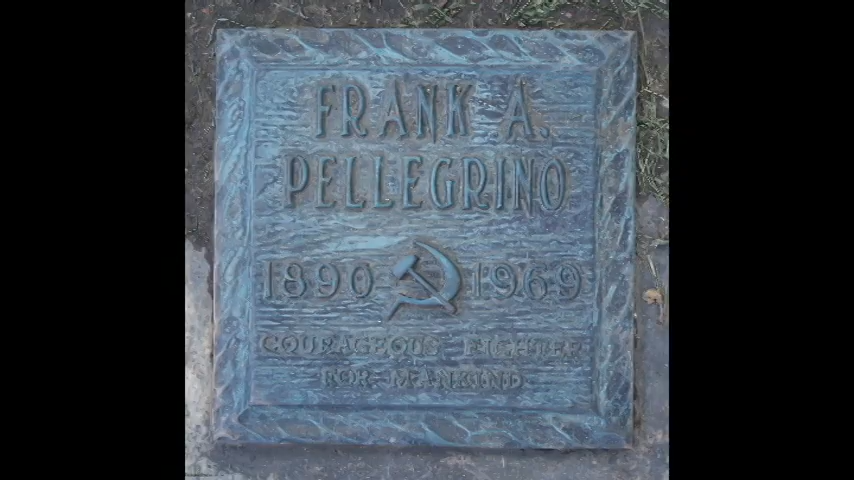 FRANK A.
PELLEGRINO
1890 1969
COURAGEOUS FIGHTER
FOR MANKIND